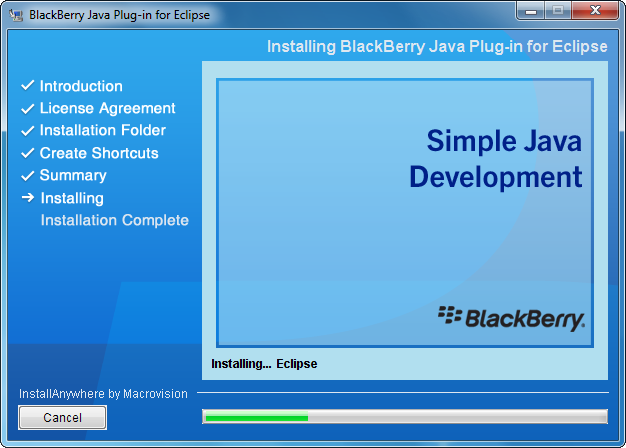 BlackBerry Java Plug-in for Eclipse
Installing BlackBerry Java Plug-in for Eclipse
Introduction
License Agreement
Installation Folder
Create Shortcuts
Summary
Installing
Installation Complete
Simple Java
Development
BlackBerry.
Installing... Eclipse
InstallAnywhere by Macrovision
Cancel